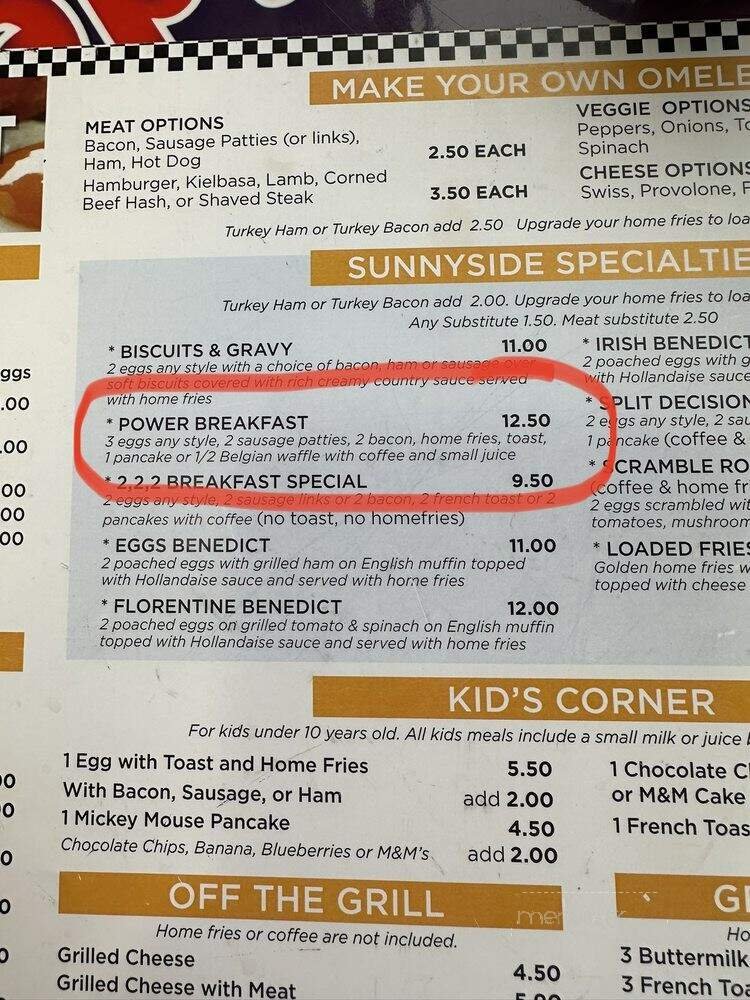 T
MAKE YOUR OWN OMELE
MEAT OPTIONS
Bacon, Sausage Patties (or links),
Ham, Hot Dog
2.50 EACH
Hamburger, Kielbasa, Lamb, Corned
Beef Hash, or Shaved Steak
3.50 EACH
VEGGIE OPTIONS
Peppers, Onions, To
Spinach
CHEESE OPTIONS
Swiss, Provolone, F
Turkey Ham or Turkey Bacon add 2.50 Upgrade your home fries to loa
SUNNYSIDE SPECIALTIE
Turkey Ham or Turkey Bacon add 2.00. Upgrade your home fries to loa
Any Substitute 1.50. Meat substitute 2.50
* BISCUITS & GRAVY 11.00
2 eggs any style with a choice of bacon, ham or sausage over
soft biscuits covered with rich creamy country sauce served
with home fries
* POWER BREAKFAST 12.50
3 eggs any style, 2 sausage patties, 2 bacon, home fries, toast,
1 pancake or 1/2 Belgian waffle with coffee and small juice
* 2,2,2 BREAKFAST SPECIAL 9.50
2 eggs any style, 2 sausage links or 2 bacon, 2 french toast or 2
pancakes with coffee (no toast, no homefries)
* EGGS BENEDICT 11.00
2 poached eggs with grilled ham on English muffin topped
with Hollandaise sauce and served with home fries
* FLORENTINE BENEDICT 12.00
2 poached eggs on grilled tomato & spinach on English muffin
topped with Hollandaise sauce and served with home fries
* IRISH BENEDICT
2 poached eggs with g
with Hollandaise sauce
* SPLIT DECISION
2 eggs any style, 2 sau
1 pancake (coffee &
* SCRAMBLE RO
(coffee & home fri
2 eggs scrambled wit
tomatoes, mushroom
* LOADED FRIES
Golden home fries w
topped with cheese
KID'S CORNER
For kids under 10 years old. All kids meals include a small milk or juice b
1 Egg with Toast and Home Fries 5.50
With Bacon, Sausage, or Ham add 2.00
1 Mickey Mouse Pancake 4.50
Chocolate Chips, Banana, Blueberries or M&M's add 2.00
1 Chocolate C
or M&M Cake
1 French Toas
OFF THE GRILL
Home fries or coffee are not included.
Grilled Cheese 4.50
Grilled Cheese with Meat
Ho
3 Buttermilk
3 French Toa
ggs
.00
.00
00
00
00